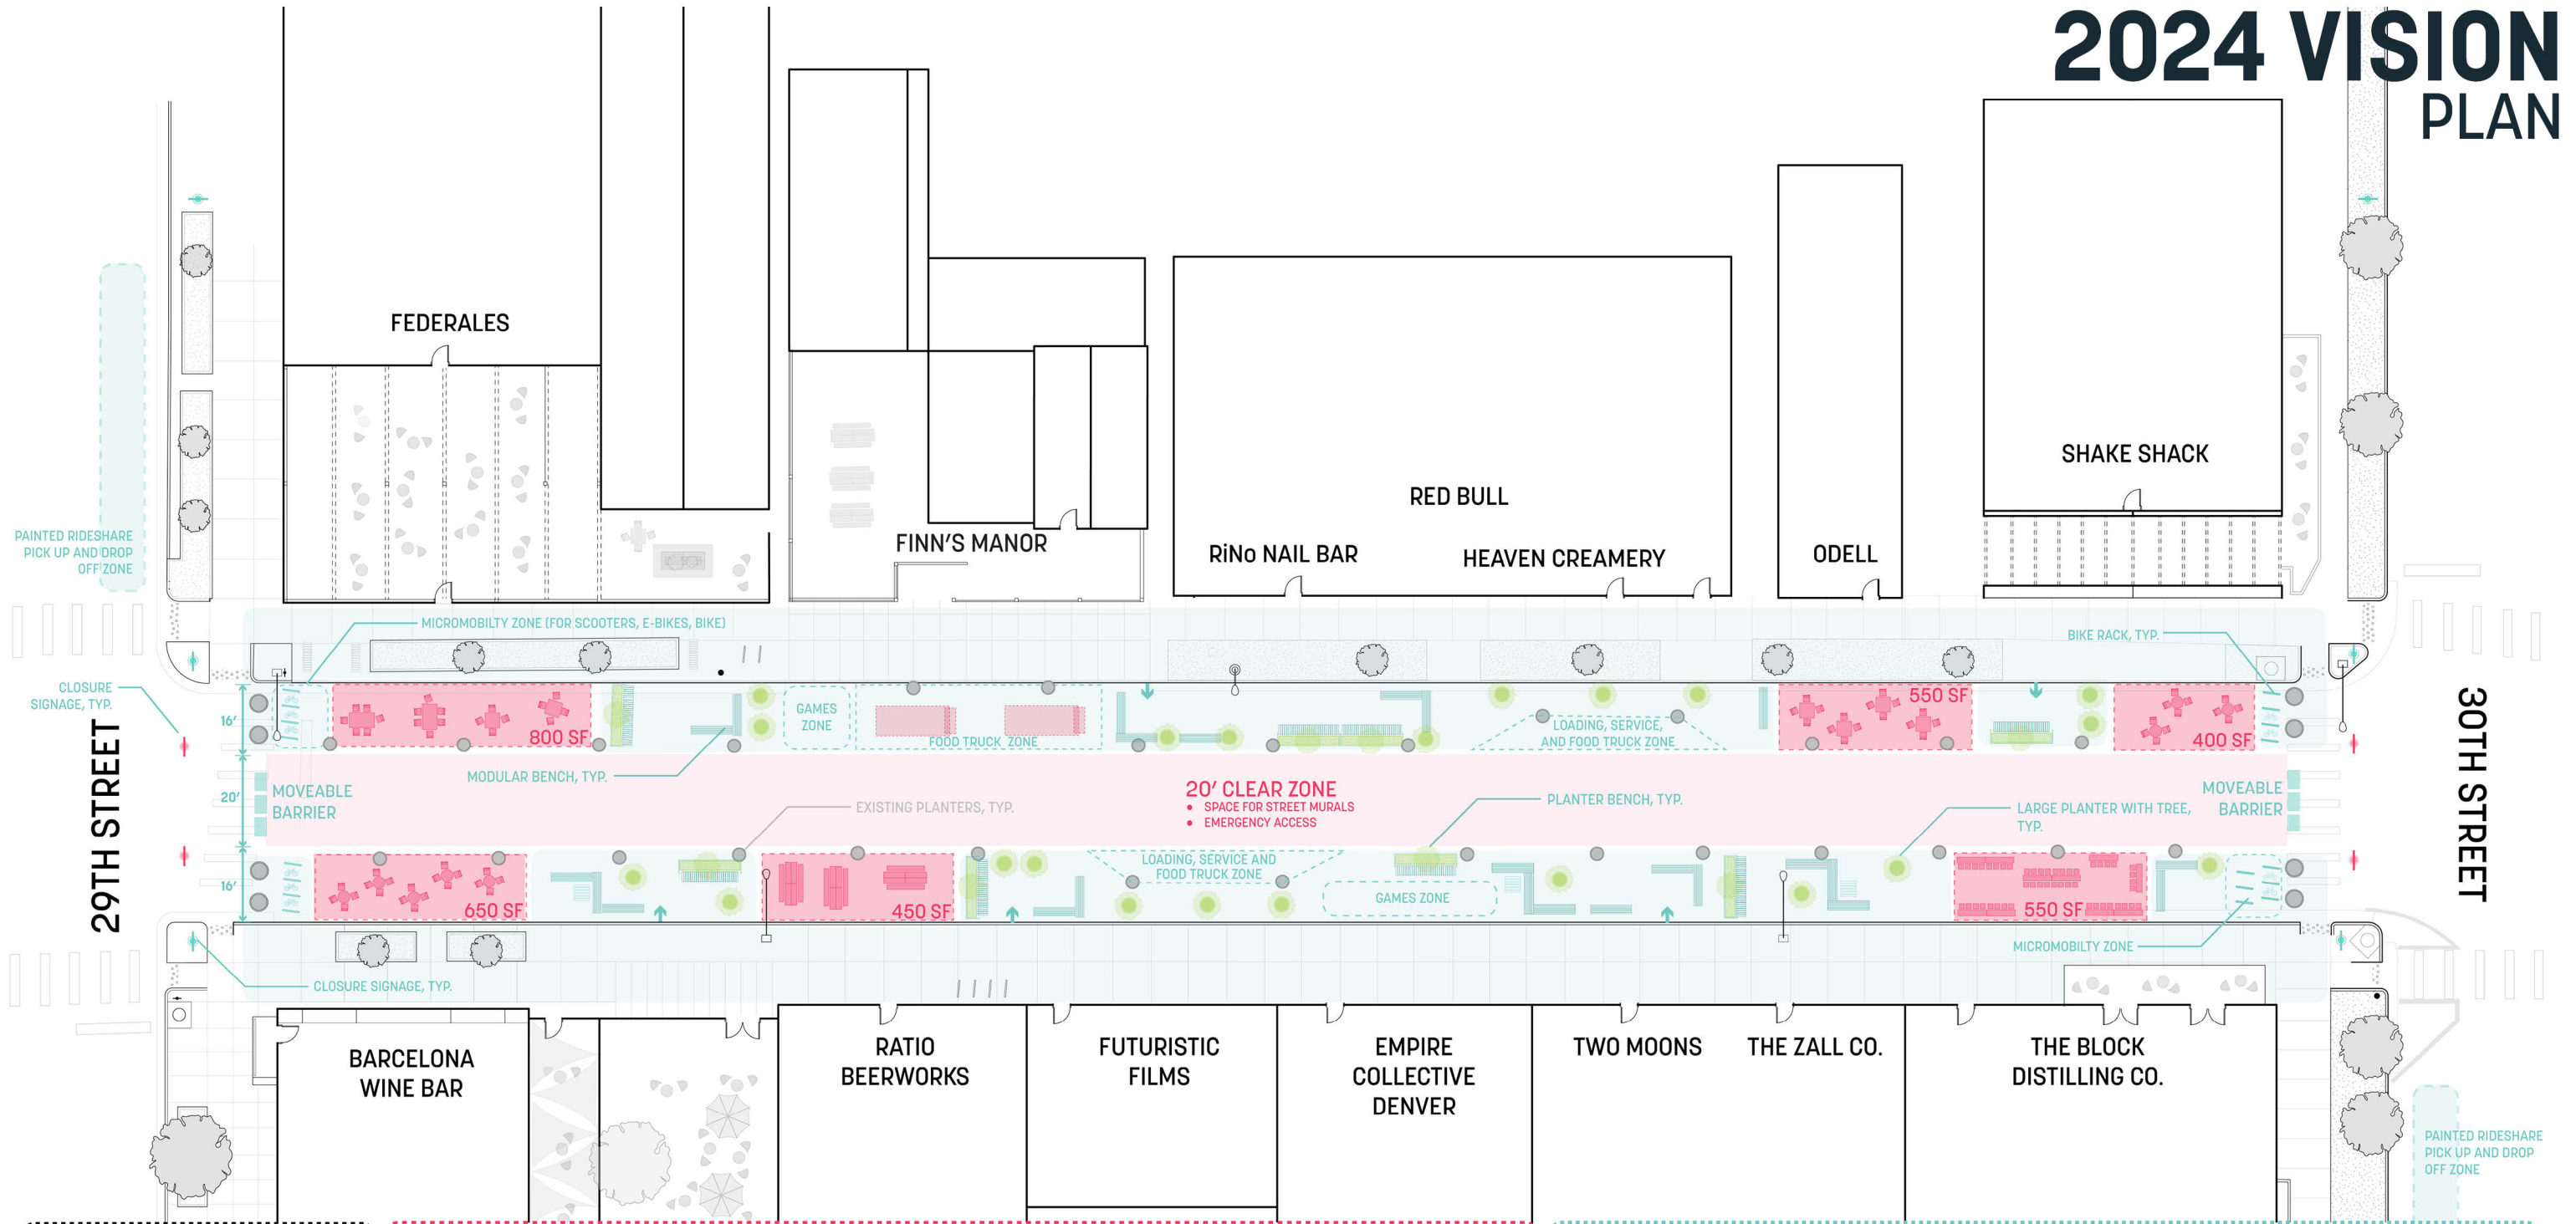 2024 VISION
PLAN
FEDERALES
FINN'S MANOR
RED BULL
RiNo NAIL BAR
HEAVEN CREAMERY
ODELL
SHAKE SHACK
PAINTED RIDESHARE
PICK UP AND DROP
OFF ZONE
MICROMOBILTY ZONE (FOR SCOOTERS, E-BIKES, BIKE)
BIKE RACK, TYP.
CLOSURE
SIGNAGE, TYP.
16'
800 SF
GAMES
ZONE
FOOD TRUCK ZONE
LOADING, SERVICE,
AND FOOD TRUCK ZONE
550 SF
400 SF
29TH STREET
30TH STREET
MODULAR BENCH, TYP.
20'
MOVEABLE
BARRIER
EXISTING PLANTERS, TYP.
20' CLEAR ZONE
• SPACE FOR STREET MURALS
• EMERGENCY ACCESS
PLANTER BENCH, TYP.
LARGE PLANTER WITH TREE,
TYP.
MOVEABLE
BARRIER
16'
650 SF
450 SF
LOADING, SERVICE AND
FOOD TRUCK ZONE
GAMES ZONE
550 SF
MICROMOBILTY ZONE
CLOSURE SIGNAGE, TYP.
BARCELONA
WINE BAR
RATIO
BEERWORKS
FUTURISTIC
FILMS
EMPIRE
COLLECTIVE
DENVER
TWO MOONS
THE ZALL CO.
THE BLOCK
DISTILLING CO.
PAINTED RIDESHARE
PICK UP AND DROP
OFF ZONE